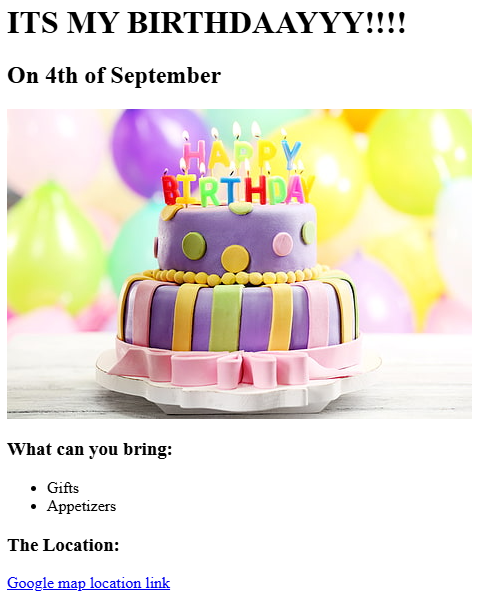 ITS MY BIRTHDAAYYY!!!!
On 4th of September
HAPPY
BIRTHDAY
What can you bring:
Gifts
Appetizers
The Location:
Google map location link